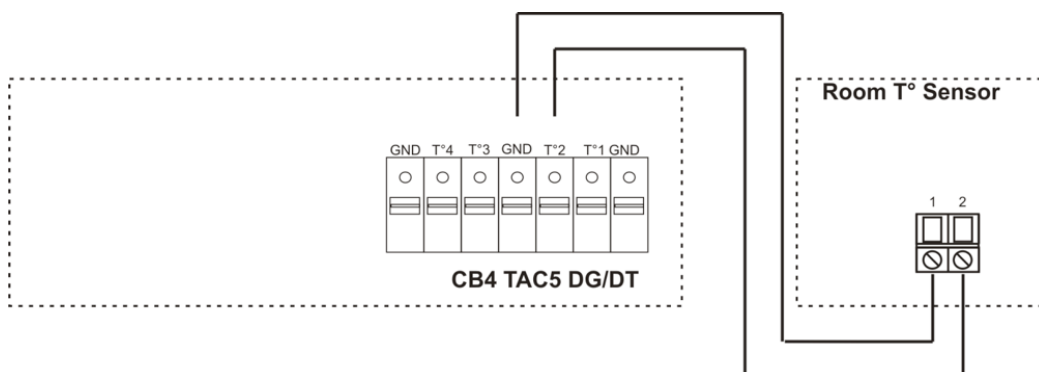 Room T° Sensor
GND T°4 T°3 GND T°2 T°1 GND
1 2
CB4 TAC5 DG/DT